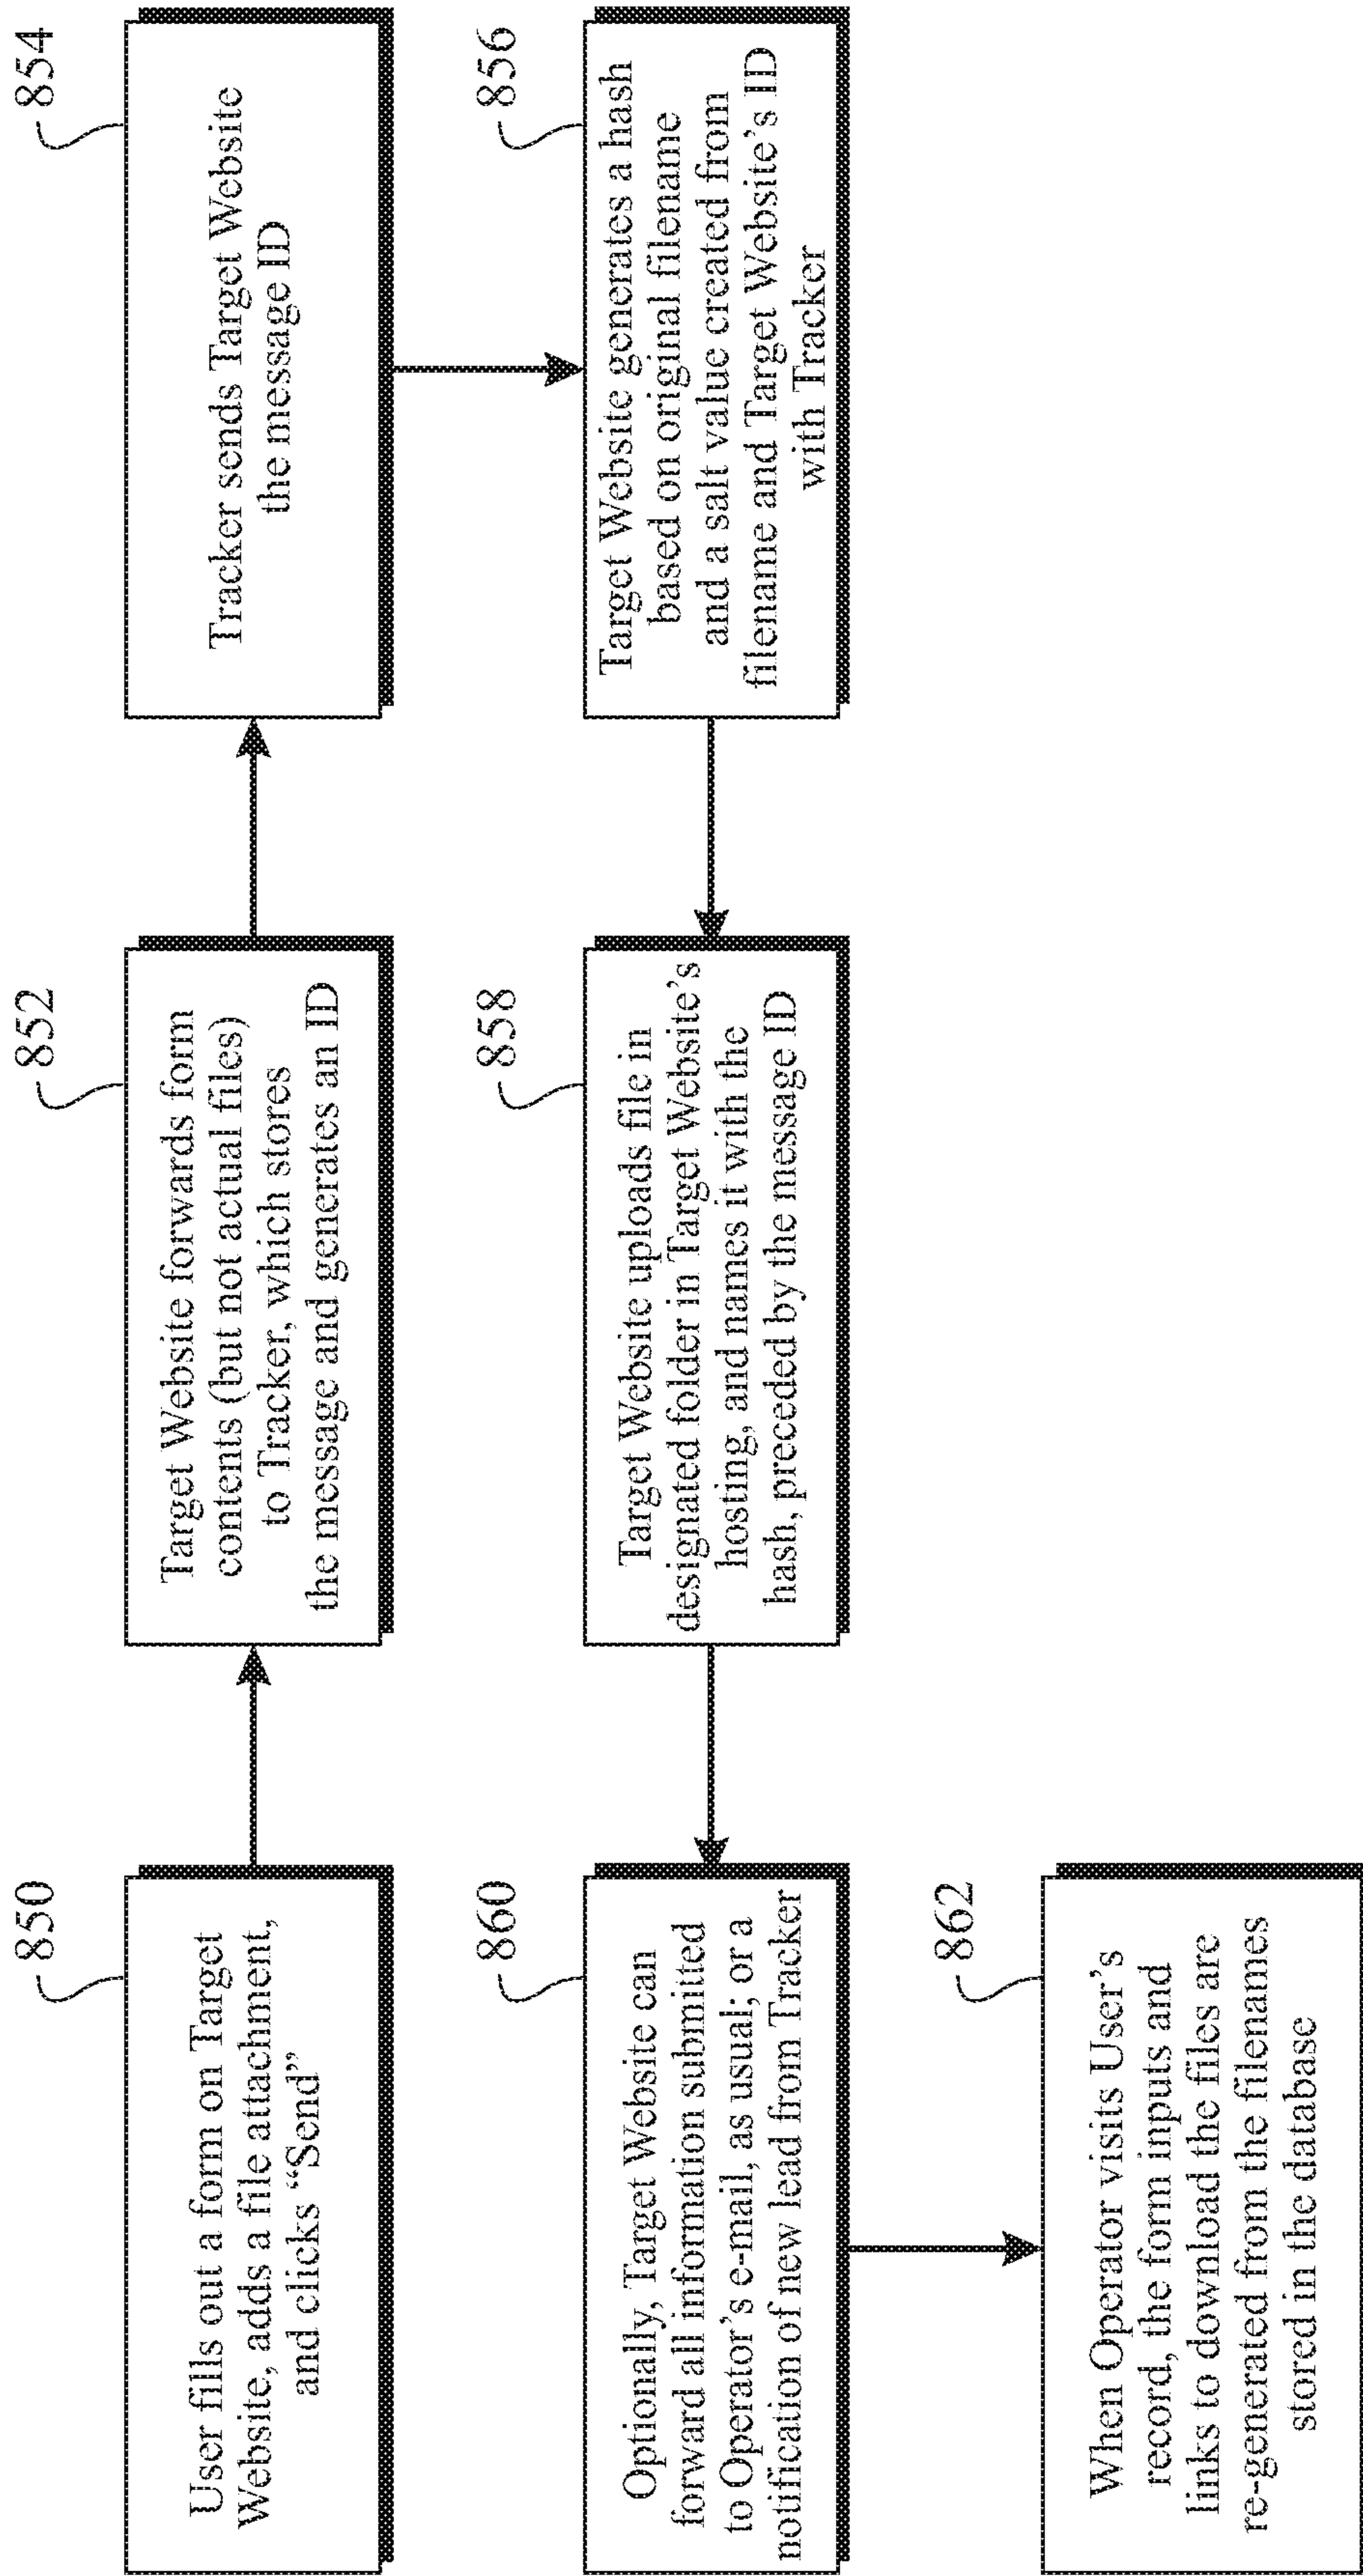 850
User fills out a form on Target
Website, adds a file attachment,
and clicks “Send”
852
Target Website forwards form
contents (but not actual files)
to Tracker, which stores
the message and generates an ID
854
Tracker sends Target Website
the message ID
856
Target Website generates a hash
based on original filename
and a salt value created from
filename and Target Website’s ID
with Tracker
858
Target Website uploads file in
designated folder in Target Website’s
hosting, and names it with the
hash, preceded by the message ID
860
Optionally, Target Website can
forward all information submitted
to Operator’s e-mail, as usual; or a
notification of new lead from Tracker
862
When Operator visits User’s
record, the form inputs and
links to download the files are
re-generated from the filenames
stored in the database